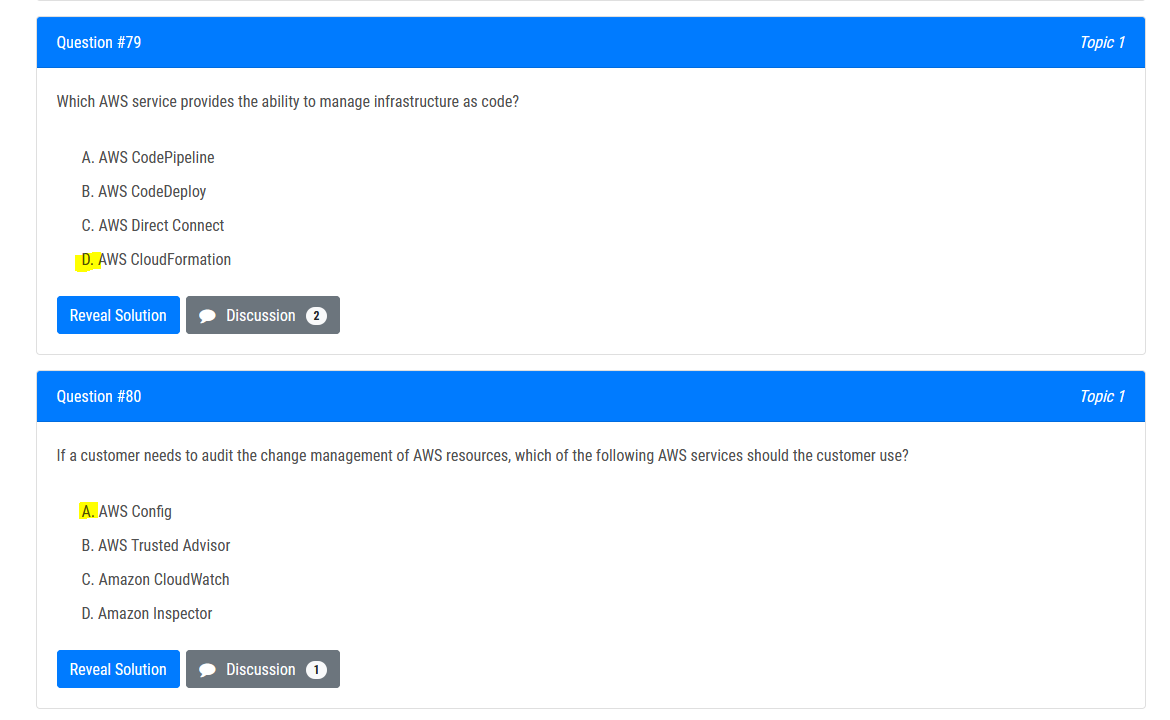 Question #79 Topic 1
Which AWS service provides the ability to manage infrastructure as code?
A. AWS CodePipeline
B. AWS CodeDeploy
C. AWS Direct Connect
D. AWS CloudFormation
Reveal Solution Discussion 2
Question #80 Topic 1
If a customer needs to audit the change management of AWS resources, which of the following AWS services should the customer use?
A. AWS Config
B. AWS Trusted Advisor
C. Amazon CloudWatch
D. Amazon Inspector
Reveal Solution Discussion 1